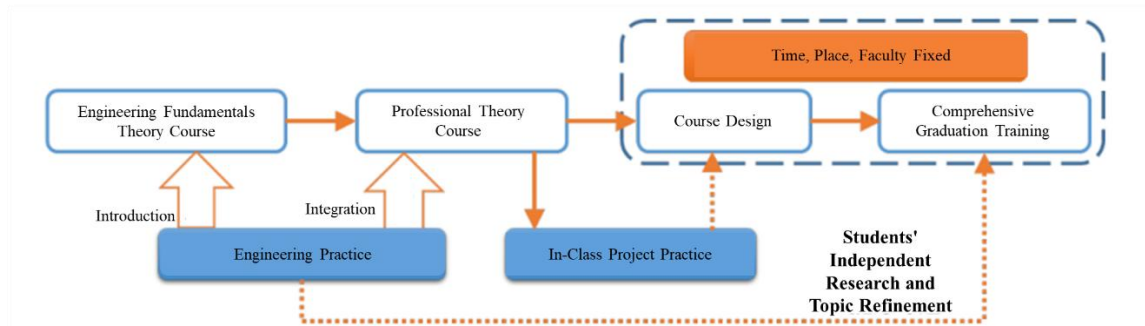 Time, Place, Faculty Fixed
Engineering Fundamentals
Theory Course
Professional Theory
Course
Course Design
Comprehensive
Graduation Training
Introduction
Integration
Engineering Practice
In-Class Project Practice
Students'
Independent
Research and
Topic Refinement